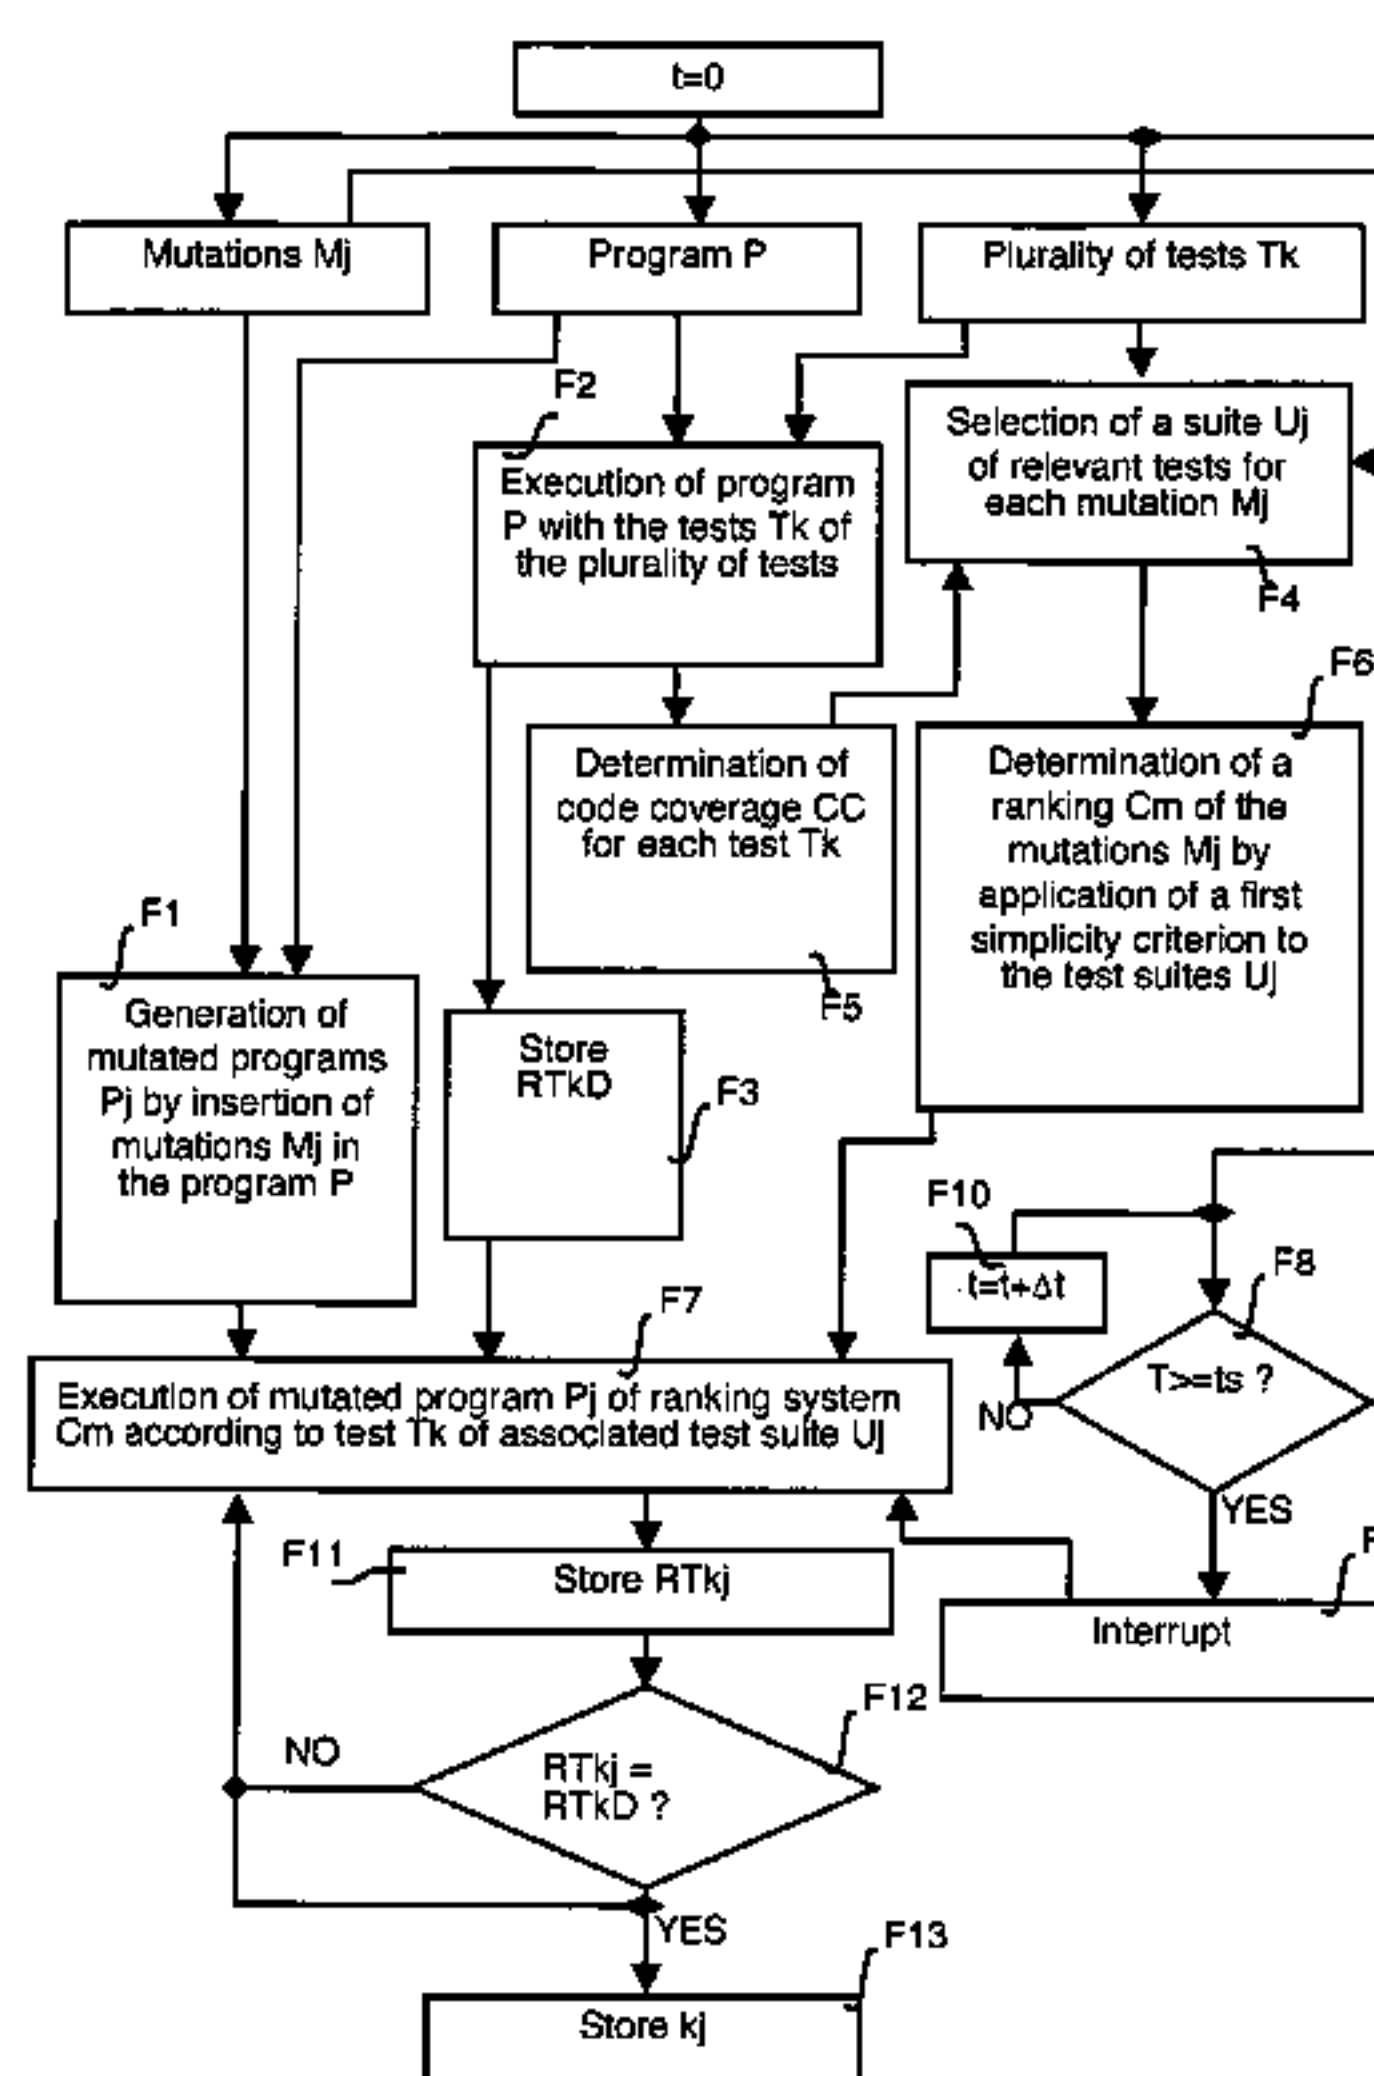 t=0
Mutations Mj
Program P
Plurality of tests Tk
F2
Selection of a suite Uj
of relevant tests for
each mutation Mj
F4
Execution of program
P with the tests Tk of
the plurality of tests
F6
Determination of
code coverage CC
for each test Tk
F5
Determination of a
ranking Cm of the
mutations Mj by
application of a first
simplicity criterion to
the test suites Uj
F1
Generation of
mutated programs
Pj by insertion of
mutations Mj in
the program P
Store
RTkD
F3
F10
t=t+Δt
F8
T>=ts ?
NO
YES
F7
Execution of mutated program Pj of ranking system
Cm according to test Tk of associated test suite Uj
F11
Store RTkj
F
Interrupt
F12
NO
RTkj =
RTkD ?
YES
F13
Store kj